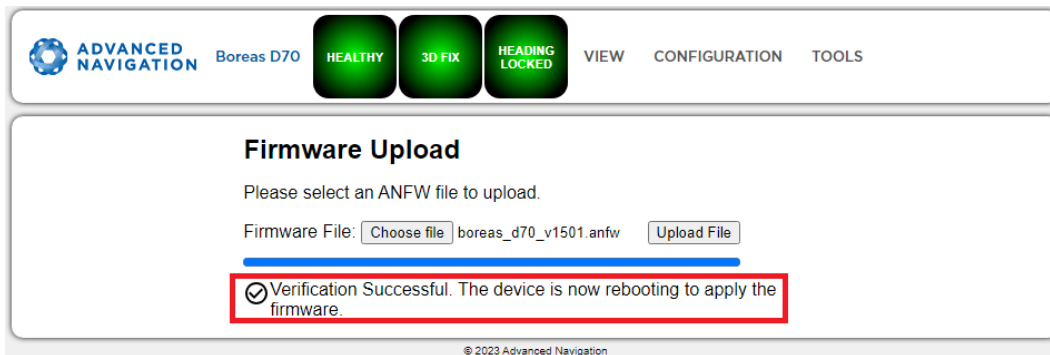 ADVANCED
NAVIGATION
Boreas D70
HEALTHY
3D FIX
HEADING
LOCKED
VIEW
CONFIGURATION
TOOLS
Firmware Upload
Please select an ANFW file to upload.
Firmware File: Choose file boreas_d70_v1501.anfw Upload File
Verification Successful. The device is now rebooting to apply the
firmware.
© 2023 Advanced Navigation